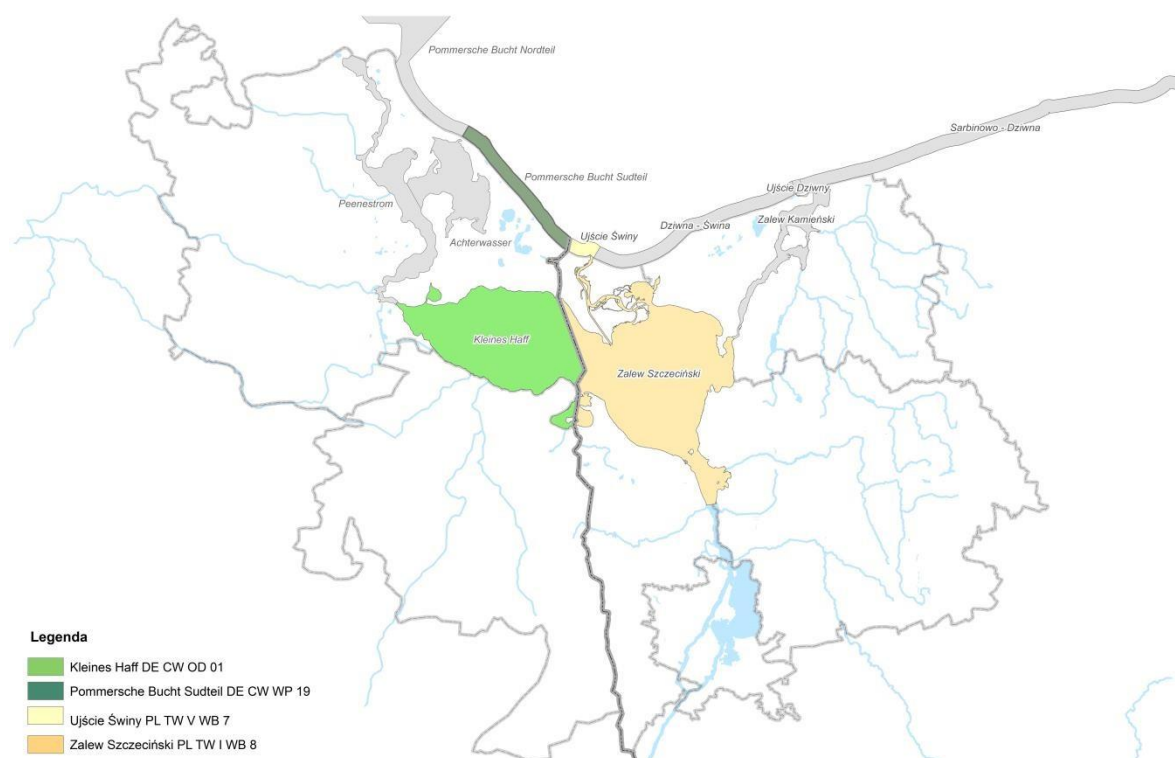 Pommersche Bucht Nordteil
Sarbinowo - Dziwna
Pommersche Bucht Sudteil
Ujście Dziwny
Peenestrom
Zalew Kamieński
Dziwna - Świna
Ujście Świny
Achterwasser
Kleines Haff
Zalew Szczeciński
Legenda
Kleines Haff DE CW OD 01
Pommersche Bucht Sudteil DE CW WP 19
Ujście Świny PL TW V WB 7
Zalew Szczeciński PL TW I WB 8